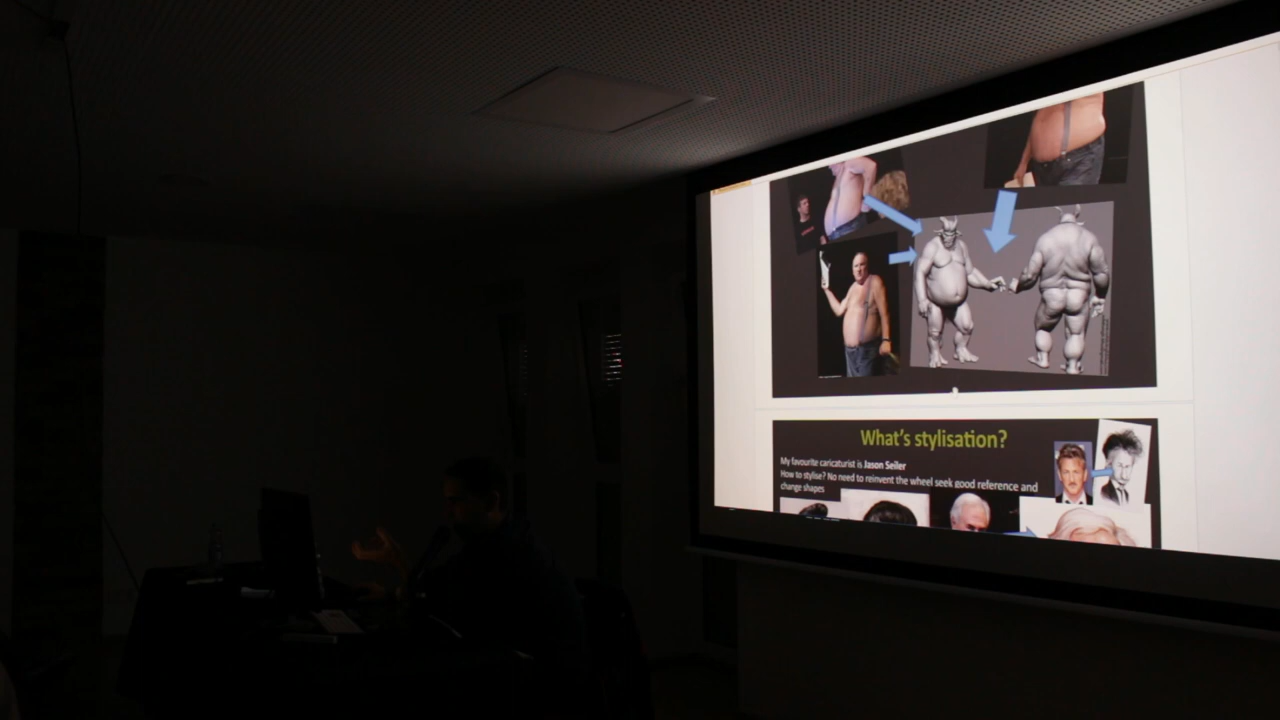 What's stylisation?
My favourite caricaturist is Jason Seiler
How to stylise? No need to reinvent the wheel seek good reference and
change shapes